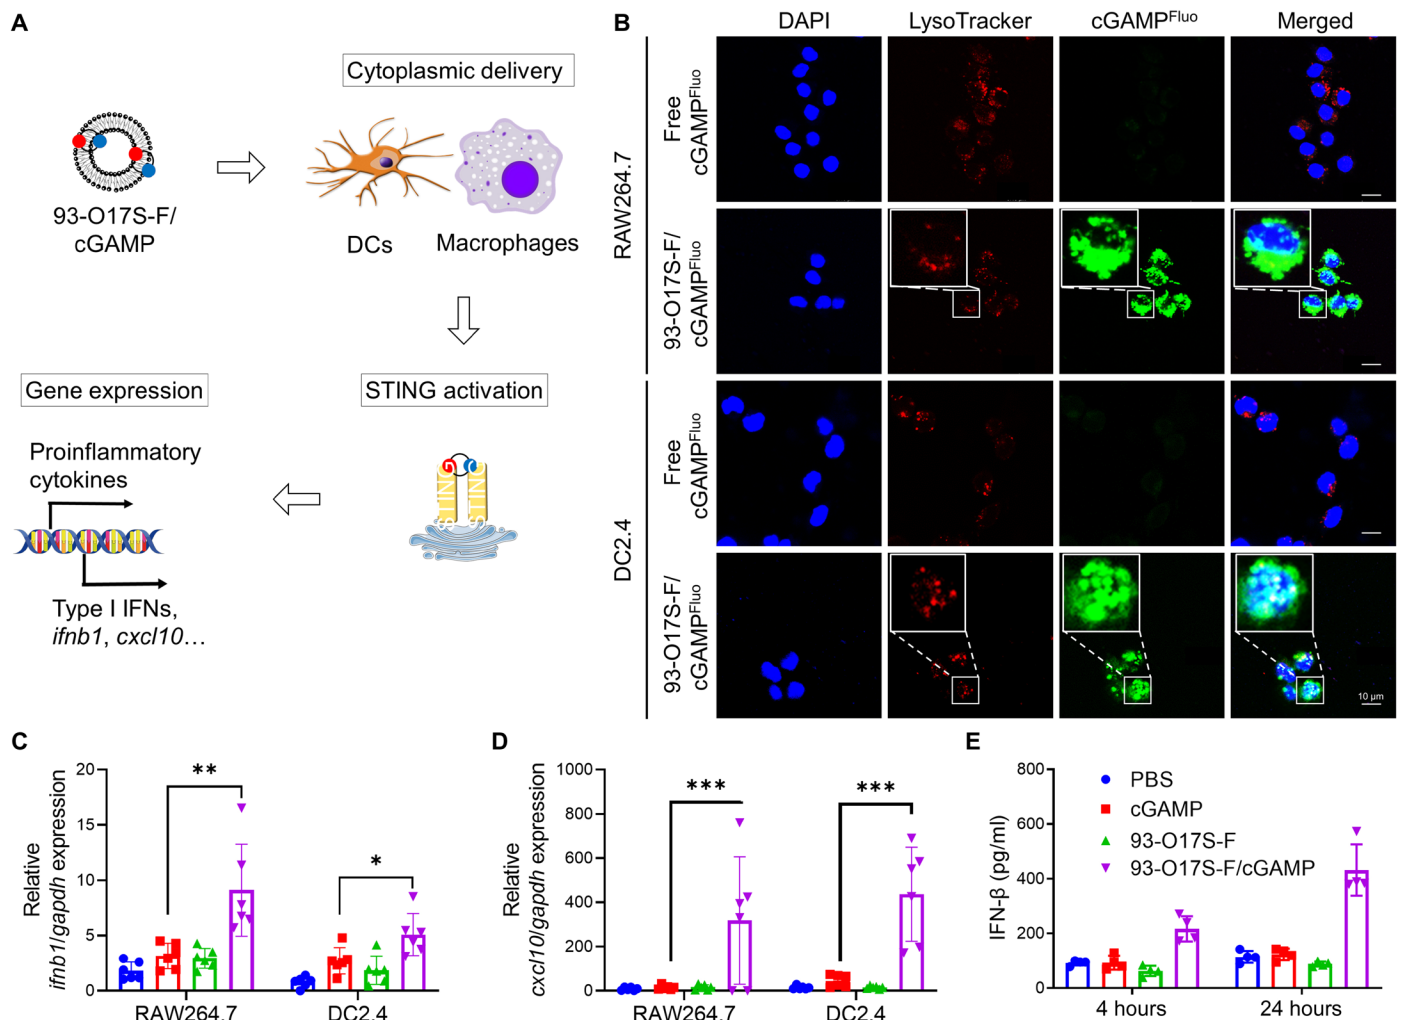 A
Cytoplasmic delivery
93-O17S-F/
cGAMP
DCs
Macrophages
Gene expression
STING activation
Proinflammatory
cytokines
STING
STING
Type I IFNs,
ifnb1, cxcl10…
B
DAPI
LysoTracker
cGAMPFluo
Merged
RAW264.7
Free
cGAMPFluo
93-O17S-F/
cGAMPFluo
DC2.4
Free
cGAMPFluo
93-O17S-F/
cGAMPFluo
10 µm
C
Relative
ifnb1/gapdh expression
20
15
10
5
0
**
*
RAW264.7
DC2.4
D
Relative
cxcl10/gapdh expression
1000
800
600
400
200
0
***
***
RAW264.7
DC2.4
E
IFN-β (pg/ml)
800
600
400
200
0
PBS
cGAMP
93-O17S-F
93-O17S-F/cGAMP
4 hours
24 hours